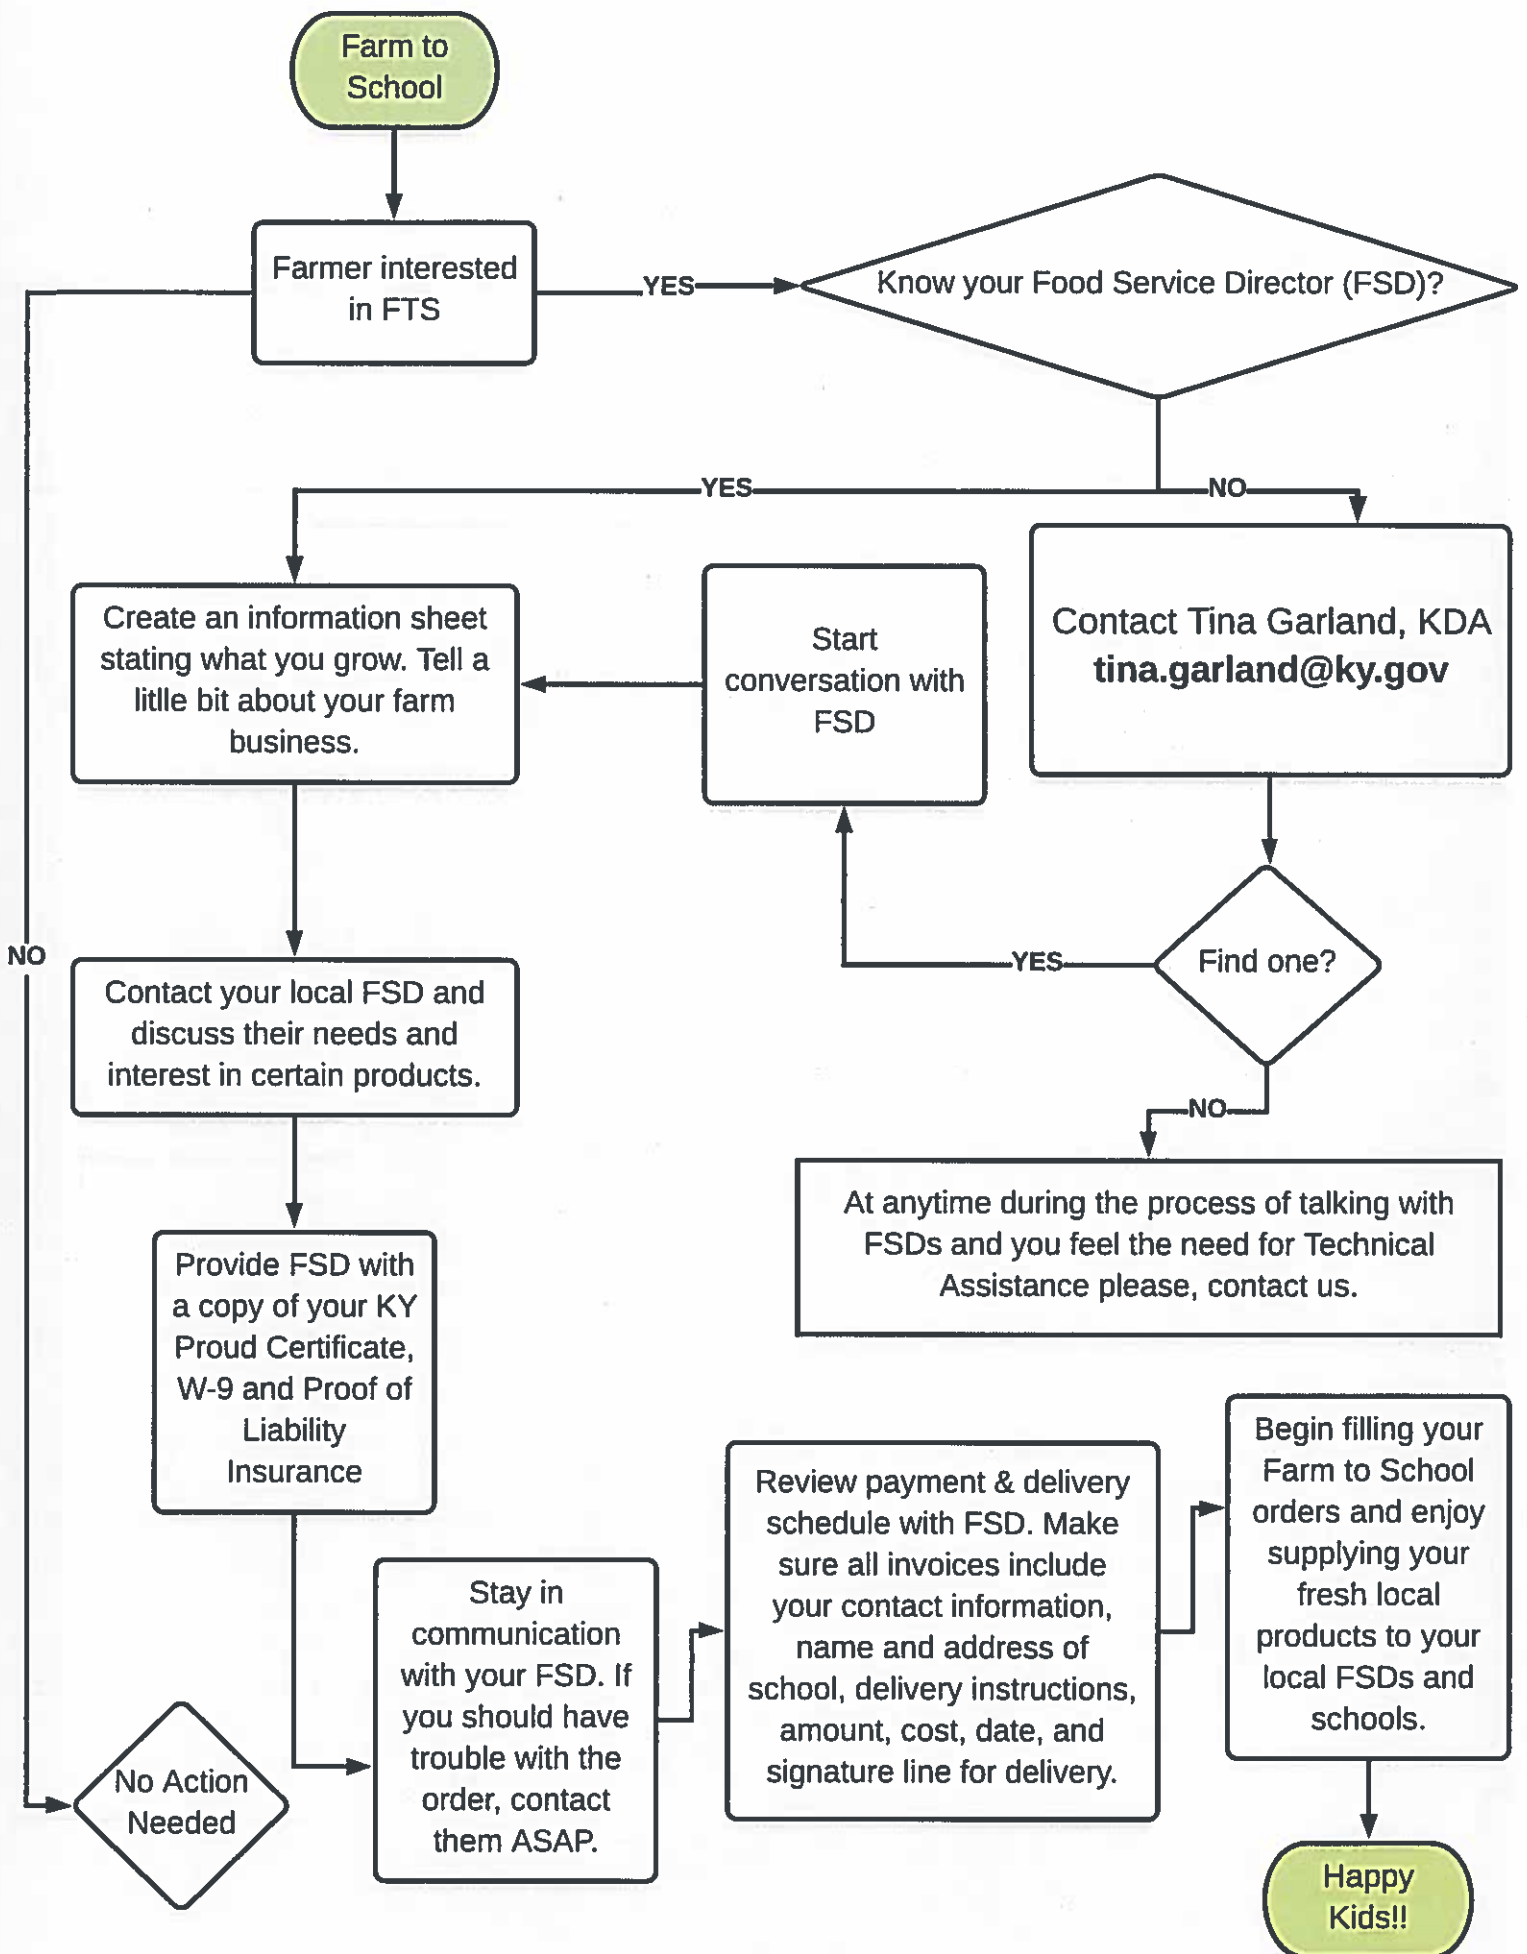 Farm to
School
Farmer interested
in FTS
YES
Know your Food Service Director (FSD)?
YES
NO
Create an information sheet
stating what you grow. Tell a
litlle bit about your farm
business.
Start
conversation with
FSD
Contact Tina Garland, KDA
tina.garland@ky.gov
NO
Contact your local FSD and
discuss their needs and
interest in certain products.
YES
Find one?
NO
At anytime during the process of talking with
FSDs and you feel the need for Technical
Assistance please, contact us.
Provide FSD with
a copy of your KY
Proud Certificate,
W-9 and Proof of
Liability
Insurance
Stay in
communication
with your FSD. If
you should have
trouble with the
order, contact
them ASAP.
Review payment & delivery
schedule with FSD. Make
sure all invoices include
your contact information,
name and address of
school, delivery instructions,
amount, cost, date, and
signature line for delivery.
Begin filling your
Farm to School
orders and enjoy
supplying your
fresh local
products to your
local FSDs and
schools.
No Action
Needed
Happy
Kids!!